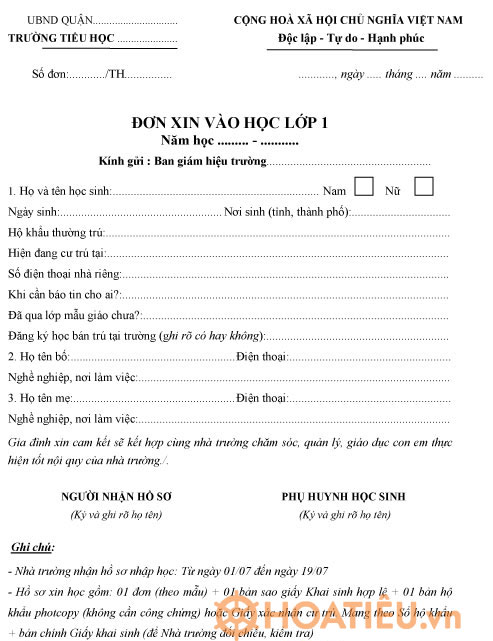 UBND QUẬN..............................
CỘNG HOÀ XÃ HỘI CHỦ NGHĨA VIỆT NAM
TRƯỜNG TIỂU HỌC .....................
Độc lập - Tự do - Hạnh phúc
Số đơn:............/TH.................
............, ngày ..... tháng .... năm ..........
ĐƠN XIN VÀO HỌC LỚP 1
Năm học ......... - ...........
Kính gửi : Ban giám hiệu trường......................................................
1. Họ và tên học sinh:.................................................................... Nam Nữ
Ngày sinh:..................................................... Nơi sinh (tỉnh, thành phố):................................
Hộ khẩu thường trú:..................................................................................................................
Hiện đang cư trú tại:.................................................................................................................
Số điện thoại nhà riêng:............................................................................................................
Khi cần báo tin cho ai?:............................................................................................................
Đã qua lớp mẫu giáo chưa?:.....................................................................................................
Đăng ký học bán trú tại trường (ghi rõ có hay không):............................................................
2. Họ tên bố:.....................................................Điện thoại:.....................................................
Nghề nghiệp, nơi làm việc:......................................................................................................
3. Họ tên mẹ:.....................................................Điện thoại:.....................................................
Nghề nghiệp, nơi làm việc:......................................................................................................
Gia đình xin cam kết sẽ kết hợp cùng nhà trường chăm sóc, quản lý, giáo dục con em thực
hiện tốt nội quy của nhà trường./.
NGƯỜI NHẬN HỒ SƠ
PHỤ HUYNH HỌC SINH
(Ký và ghi rõ họ tên)
(Ký và ghi rõ họ tên)
Ghi chú:
- Nhà trường nhận hồ sơ nhập học: Từ ngày 01/07 đến ngày 19/07
- Hồ sơ xin học gồm: 01 đơn (theo mẫu) + 01 bản sao giấy Khai sinh hợp lệ + 01 bản hộ
khẩu photcopy (không cần công chứng) hoặc Giấy xác nhận cư trú. Mang theo Sổ hộ khẩu
+ bản chính Giấy khai sinh (để Nhà trường đối chiếu, kiểm tra)
HOATIÊU.vn